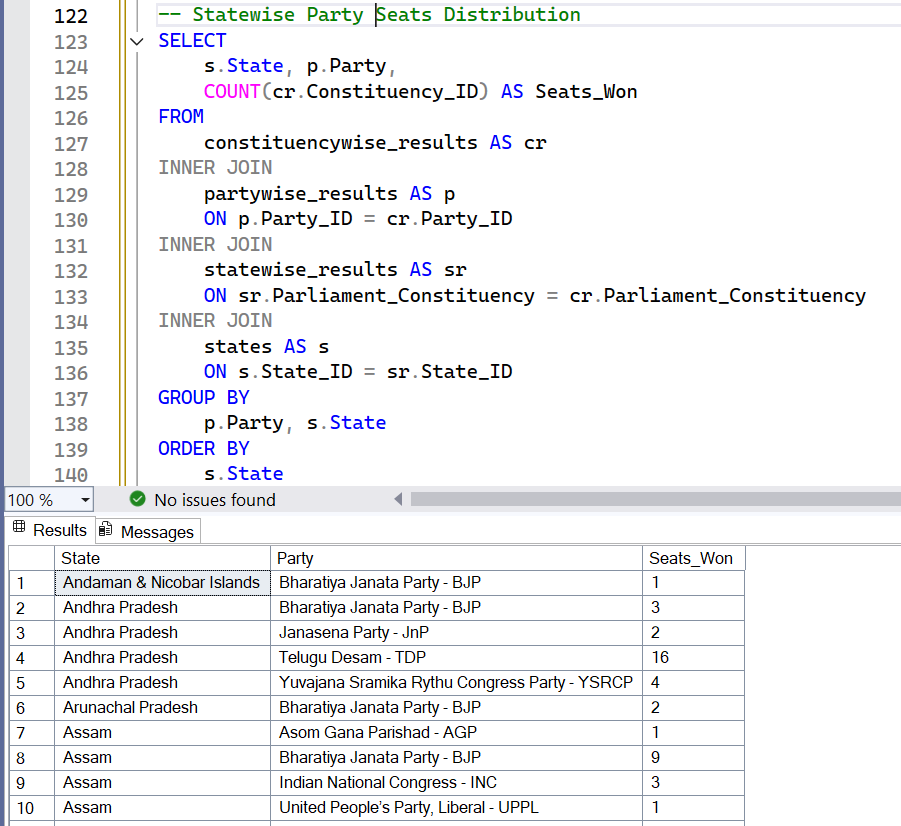 122 -- Statewise Party Seats Distribution
123 SELECT
124 s.State, p.Party,
125 COUNT(cr.Constituency_ID) AS Seats_Won
126 FROM
127 constituencywise_results AS cr
128 INNER JOIN
129 partywise_results AS p
130 ON p.Party_ID = cr.Party_ID
131 INNER JOIN
132 statewise_results AS sr
133 ON sr.Parliament_Constituency = cr.Parliament_Constituency
134 INNER JOIN
135 states AS s
136 ON s.State_ID = sr.State_ID
137 GROUP BY
138 p.Party, s.State
139 ORDER BY
140 s.State
100 % No issues found
Results Messages
State Party Seats_Won
1 Andaman & Nicobar Islands Bharatiya Janata Party - BJP 1
2 Andhra Pradesh Bharatiya Janata Party - BJP 3
3 Andhra Pradesh Janasena Party - JnP 2
4 Andhra Pradesh Telugu Desam - TDP 16
5 Andhra Pradesh Yuvajana Sramika Rythu Congress Party - YSRCP 4
6 Arunachal Pradesh Bharatiya Janata Party - BJP 2
7 Assam Asom Gana Parishad - AGP 1
8 Assam Bharatiya Janata Party - BJP 9
9 Assam Indian National Congress - INC 3
10 Assam United People's Party, Liberal - UPPL 1